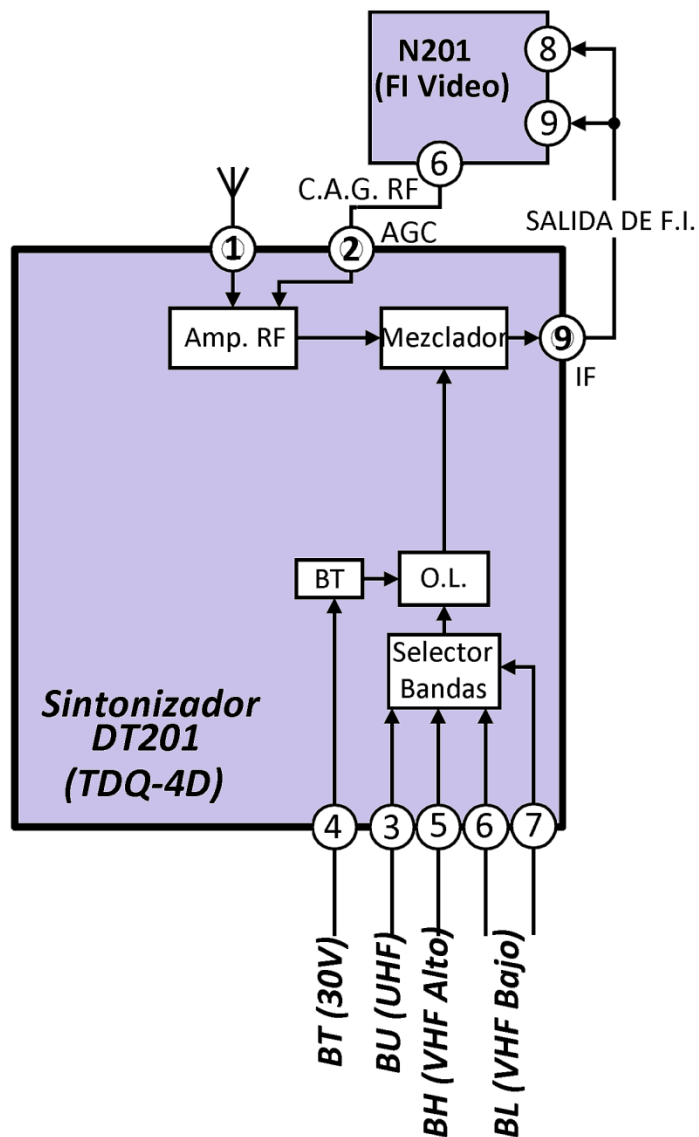 N201
(FI Video)
8
9
6
C.A.G. RF
SALIDA DE F.I.
1
2
AGC
Amp. RF
Mezclador
9
IF
BT
O.L.
Selector
Bandas
Sintonizador
DT201
(TDQ-4D)
4
3
5
6
7
BT (30V)
BU (UHF)
BH (VHF Alto)
BL (VHF Bajo)